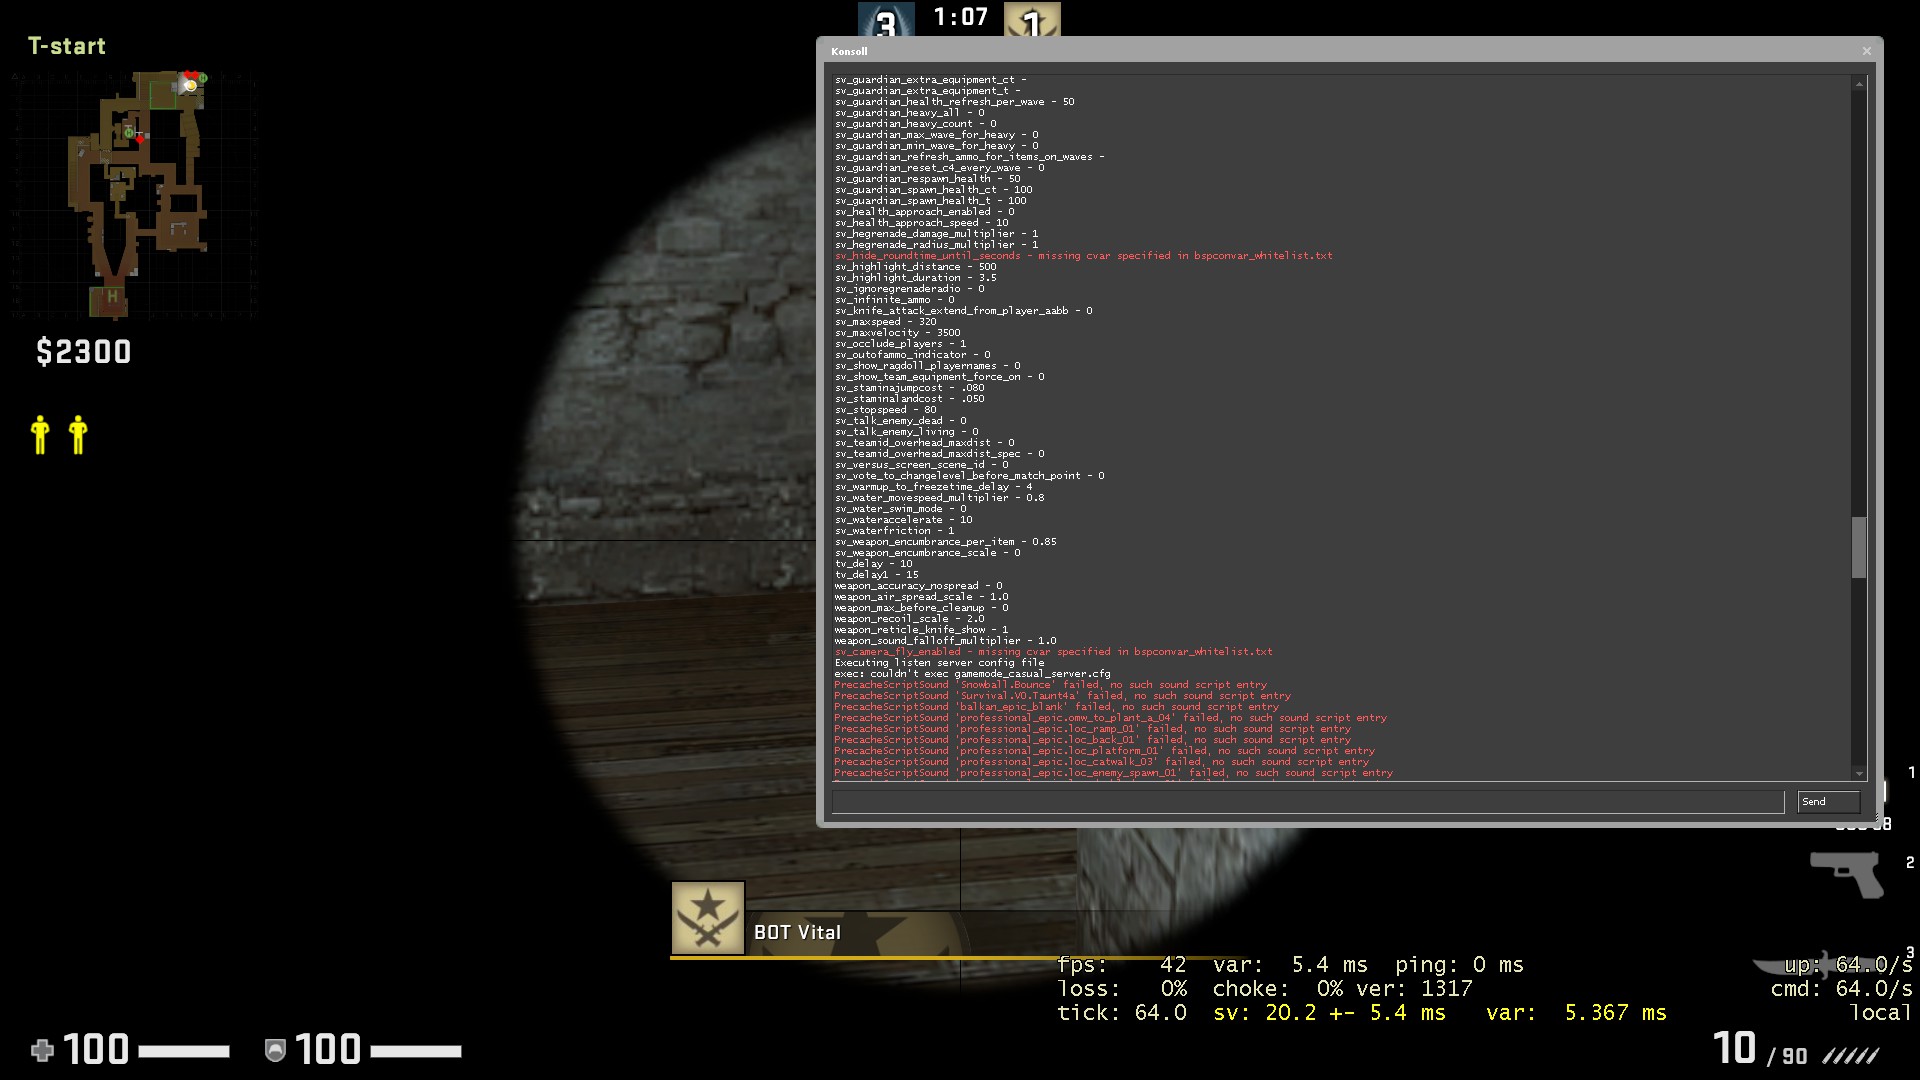 3 1:07 1
T-start
Konsoll
sv_guardian_extra_equipment_ct -
sv_guardian_extra_equipment_t -
sv_guardian_health_refresh_per_wave - 50
sv_guardian_heavy_all - 0
sv_guardian_heavy_count - 0
sv_guardian_max_wave_for_heavy - 0
sv_guardian_min_wave_for_heavy - 0
sv_guardian_refresh_ammo_for_items_on_waves -
sv_guardian_reset_c4_every_wave - 0
sv_guardian_respawn_health - 50
sv_guardian_spawn_health_ct - 100
sv_guardian_spawn_health_t - 100
sv_health_approach_enabled - 0
sv_health_approach_speed - 10
sv_hegrenade_damage_multiplier - 1
sv_hegrenade_radius_multiplier - 1
sv_hide_roundtime_until_seconds - missing cvar specified in bspconvar_whitelist.txt
sv_highlight_distance - 500
sv_highlight_duration - 3.5
sv_ignoregrenaderadio - 0
sv_infinite_ammo - 0
sv_knife_attack_extend_from_player_aabb - 0
sv_maxspeed - 320
sv_maxvelocity - 3500
sv_occlude_players - 1
sv_outofammo_indicator - 0
sv_show_ragdoll_playernames - 0
sv_show_team_equipment_force_on - 0
sv_staminajumpcost - .080
sv_staminalandcost - .050
sv_stopspeed - 80
sv_talk_enemy_dead - 0
sv_talk_enemy_living - 0
sv_teamid_overhead_maxdist - 0
sv_teamid_overhead_maxdist_spec - 0
sv_versus_screen_scene_id - 0
sv_vote_to_changelevel_before_match_point - 0
sv_warmup_to_freezetime_delay - 4
sv_water_movespeed_multiplier - 0.8
sv_water_swim_mode - 0
sv_wateraccelerate - 10
sv_waterfriction - 1
sv_weapon_encumbrance_per_item - 0.85
sv_weapon_encumbrance_scale - 0
tv_delay - 10
tv_delay1 - 15
weapon_accuracy_nospread - 0
weapon_air_spread_scale - 1.0
weapon_max_before_cleanup - 0
weapon_recoil_scale - 2.0
weapon_reticle_knife_show - 1
weapon_sound_falloff_multiplier - 1.0
sv_camera_fly_enabled - missing cvar specified in bspconvar_whitelist.txt
Executing listen server config file
exec: couldn't exec gamemode_casual_server.cfg
PrecacheScriptSound 'Snowball.Bounce' failed, no such sound script entry
PrecacheScriptSound 'Survival.VO.Taunt4a' failed, no such sound script entry
PrecacheScriptSound 'balkan_epic_blank' failed, no such sound script entry
PrecacheScriptSound 'professional_epic.omw_to_plant_a_04' failed, no such sound script entry
PrecacheScriptSound 'professional_epic.loc_ramp_01' failed, no such sound script entry
PrecacheScriptSound 'professional_epic.loc_back_01' failed, no such sound script entry
PrecacheScriptSound 'professional_epic.loc_platform_01' failed, no such sound script entry
PrecacheScriptSound 'professional_epic.loc_catwalk_03' failed, no such sound script entry
PrecacheScriptSound 'professional_epic.loc_enemy_spawn_01' failed, no such sound script entry
Send
H
$2300
1
2
3
BOT Vital
fps: 42 var: 5.4 ms ping: 0 ms up: 64.0/s
loss: 0% choke: 0% ver: 1317 cmd: 64.0/s
tick: 64.0 sv: 20.2 +- 5.4 ms var: 5.367 ms local
100 100 10 / 90